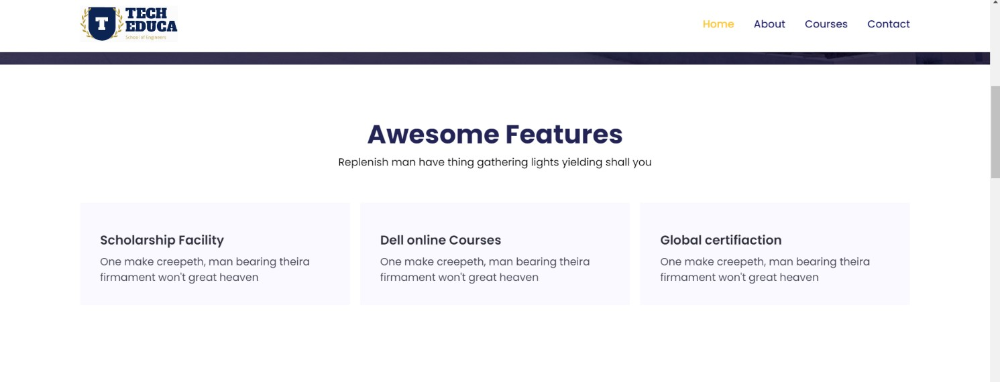 T
TECH
EDUCA
School of Engineers
Home About Courses Contact
Awesome Features
Replenish man have thing gathering lights yielding shall you
Scholarship Facility
One make creepeth, man bearing theira
firmament won't great heaven
Dell online Courses
One make creepeth, man bearing theira
firmament won't great heaven
Global certifiaction
One make creepeth, man bearing theira
firmament won't great heaven